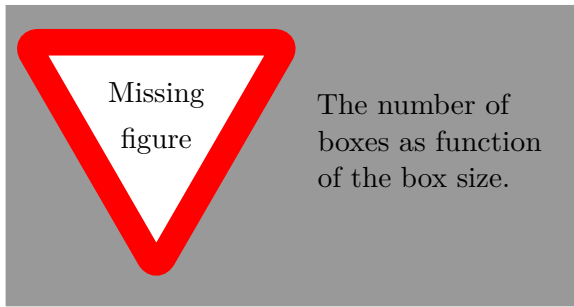 Missing
figure
The number of
boxes as function
of the box size.